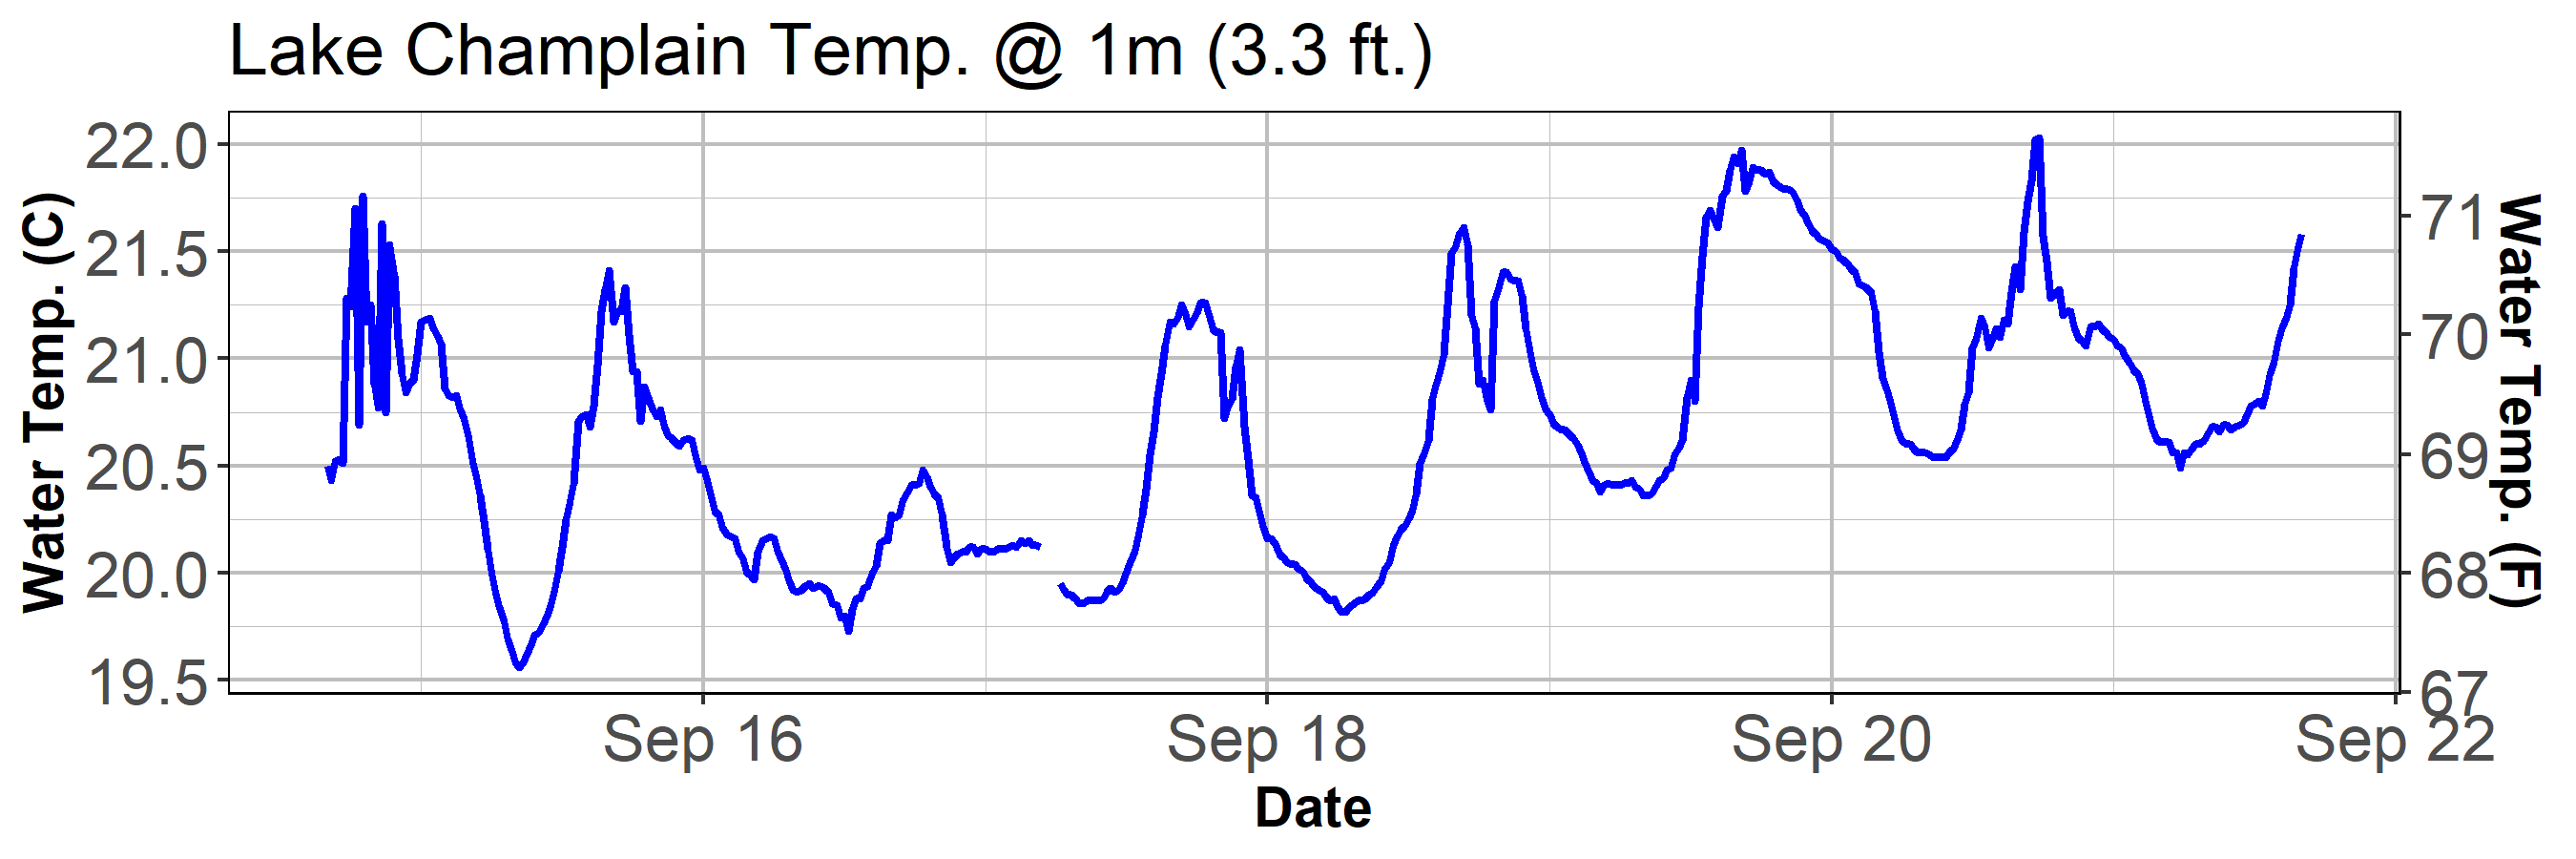 Lake Champlain Temp. @ 1m (3.3 ft.)
Water Temp. (C)
22.0
21.5
21.0
20.5
20.0
19.5
71
70
69
68
67
Water Temp. (F)
Sep 16 Sep 18 Sep 20 Sep 22
Date